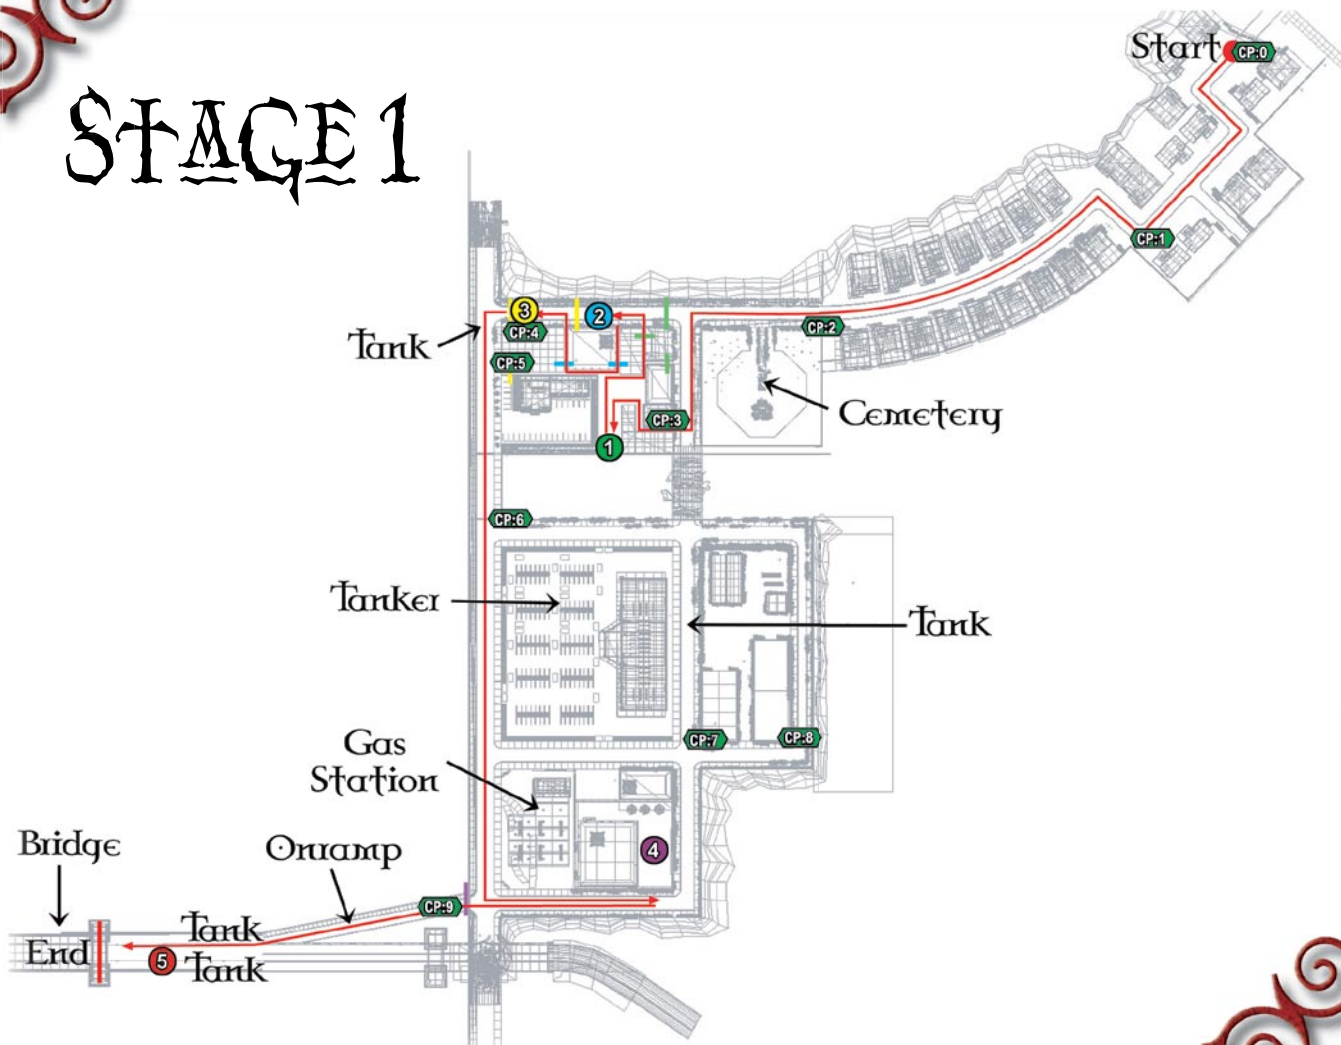 STAGE 1
Start
CP:0
CP:1
CP:2
Tank
3
2
CP:4
CP:5
Cemetery
CP:3
1
CP:6
Tanker
Tank
CP:7
CP:8
Gas
Station
4
Bridge
Onramp
CP:9
Tank
End
5
Tank